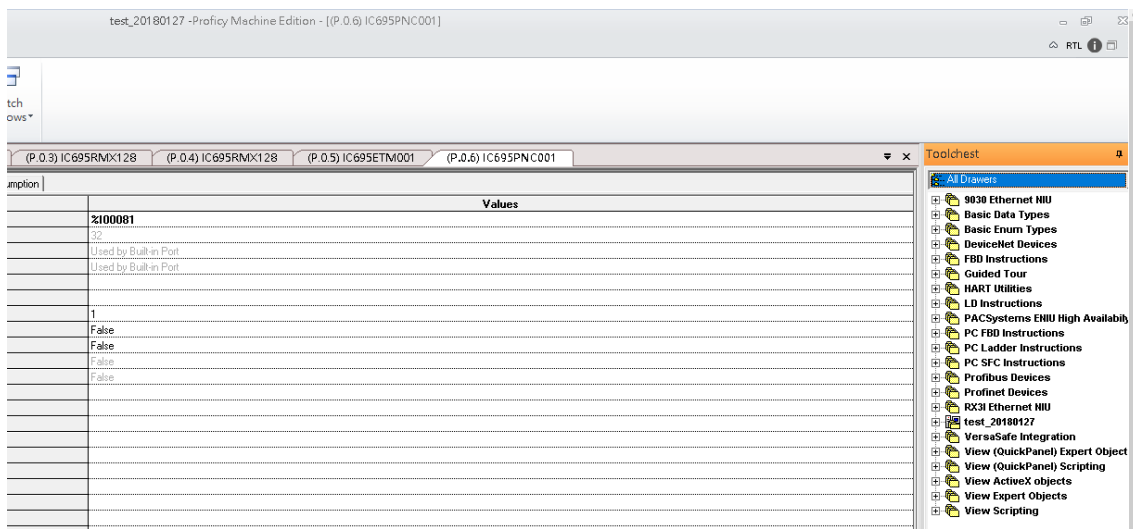 test_20180127 -Proficy Machine Edition - [(P.0.6) IC695PNC001]
RTL
tch
ows
(P.0.3) IC695RMX128
(P.0.4) IC695RMX128
(P.0.5) IC695ETM001
(P.0.6) IC695PNC001
Toolchest
umption
All Drawers
Values
%I00081
32
Used by Built-in Port
Used by Built-in Port
1
False
False
False
False
9030 Ethernet NIU
Basic Data Types
Basic Enum Types
DeviceNet Devices
FBD Instructions
Guided Tour
HART Utilities
LD Instructions
PACSystems ENIU High Availabily
PC FBD Instructions
PC Ladder Instructions
PC SFC Instructions
Profibus Devices
Profinet Devices
RX3I Ethernet NIU
test_20180127
VersaSafe Integration
View (QuickPanel) Expert Object
View (QuickPanel) Scripting
View ActiveX objects
View Expert Objects
View Scripting